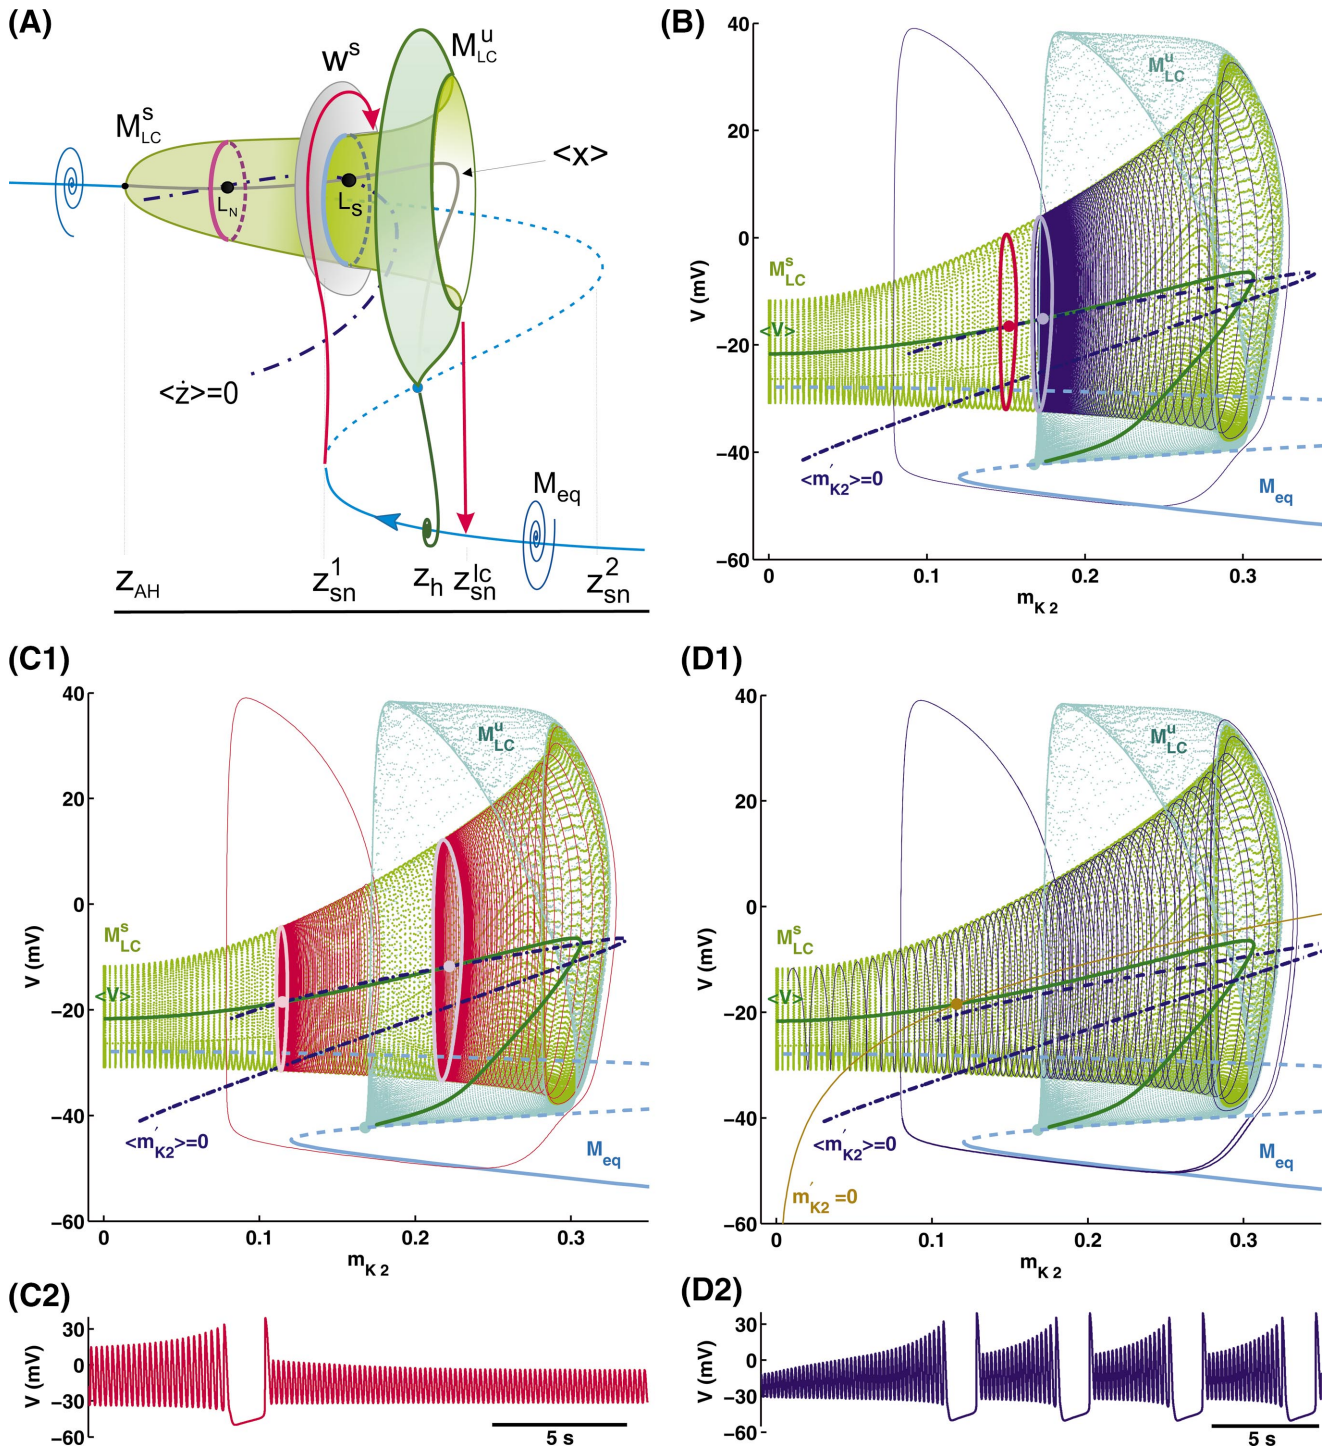 (A)
W^s
M^u_LC
M^s_LC
<x>
L_N
L_S
<ż>=0
M_eq
z_AH
z^1_sn
z_h
z^lc_sn
z^2_sn
(B)
40
20
0
−20
−40
−60
V (mV)
M^u_LC
M^s_LC
<V>
<m'_K2>=0
M_eq
0
0.1
0.2
0.3
m_K2
(C1)
40
20
0
−20
−40
−60
V (mV)
M^u_LC
M^s_LC
<V>
<m'_K2>=0
M_eq
0
0.1
0.2
0.3
m_K2
(D1)
40
20
0
−20
−40
−60
V (mV)
M^u_LC
M^s_LC
<V>
<m'_K2>=0
m'_K2=0
M_eq
0
0.1
0.2
0.3
m_K2
(C2)
30
0
−30
−60
V (mV)
5 s
(D2)
30
0
−30
−60
V (mV)
5 s